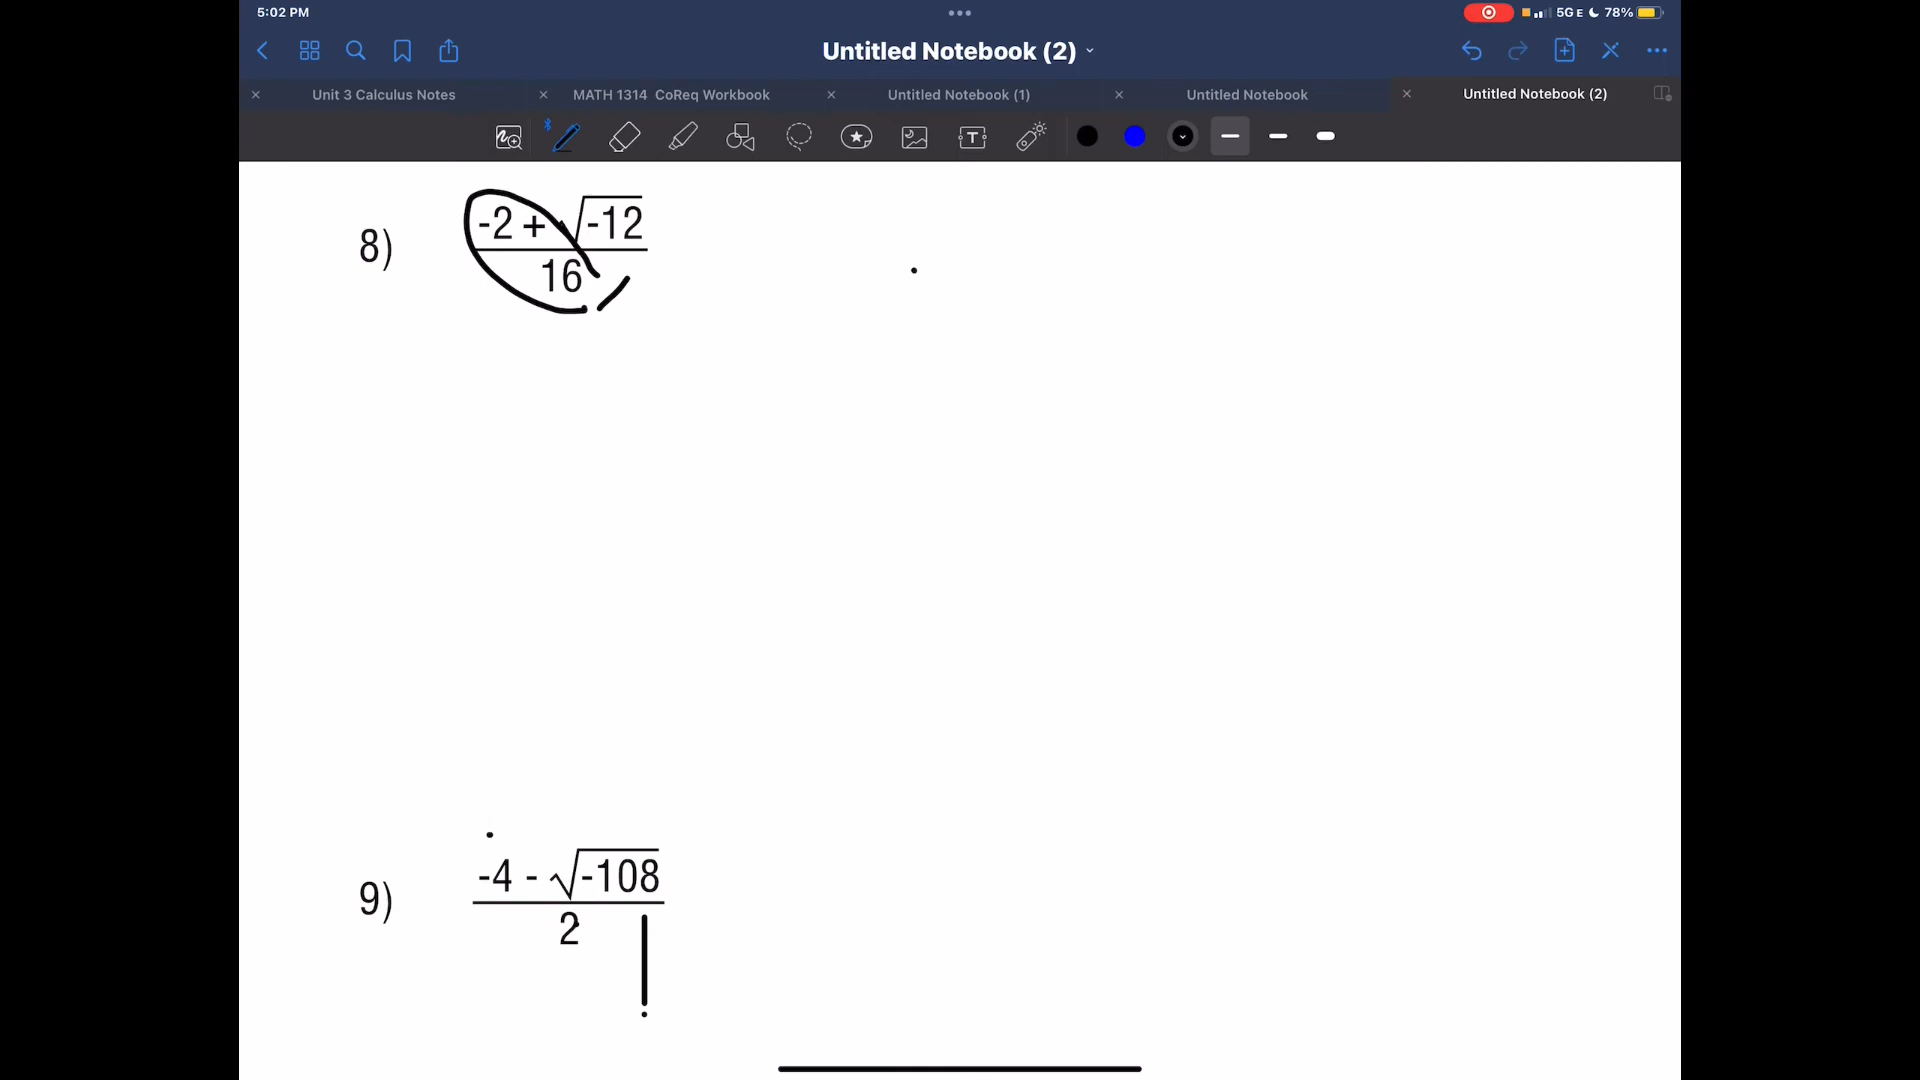 5:02 PM
5G E 78%
Untitled Notebook (2)
Unit 3 Calculus Notes
MATH 1314 CoReq Workbook
Untitled Notebook (1)
Untitled Notebook
Untitled Notebook (2)
T
8) -2 + √-12
16
9) -4 - √-108
2